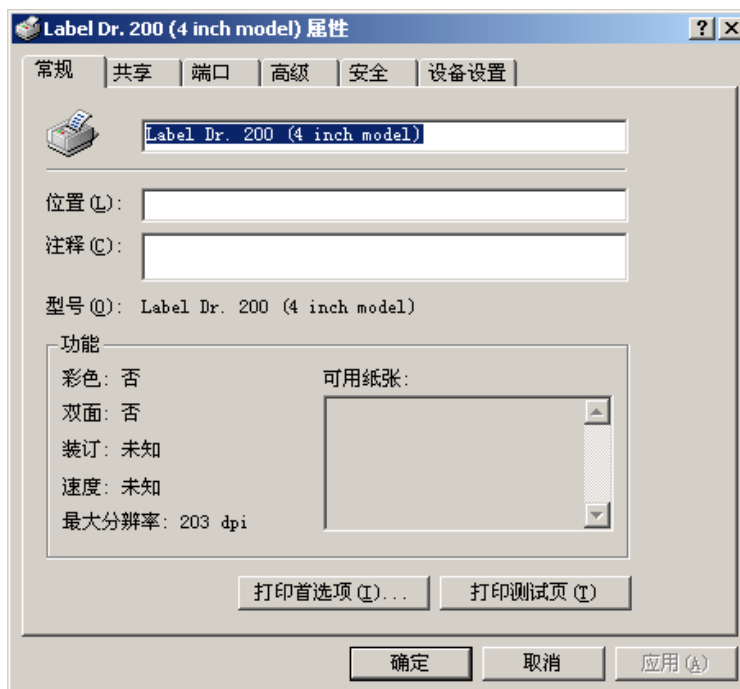 Label Dr. 200 (4 inch model) 属性
常规 共享 端口 高级 安全 设备设置
Label Dr. 200 (4 inch model)
位置(L):
注释(C):
型号(O): Label Dr. 200 (4 inch model)
功能
彩色: 否 可用纸张:
双面: 否
装订: 未知
速度: 未知
最大分辨率: 203 dpi
打印首选项(I)... 打印测试页(T)
确定 取消 应用(A)